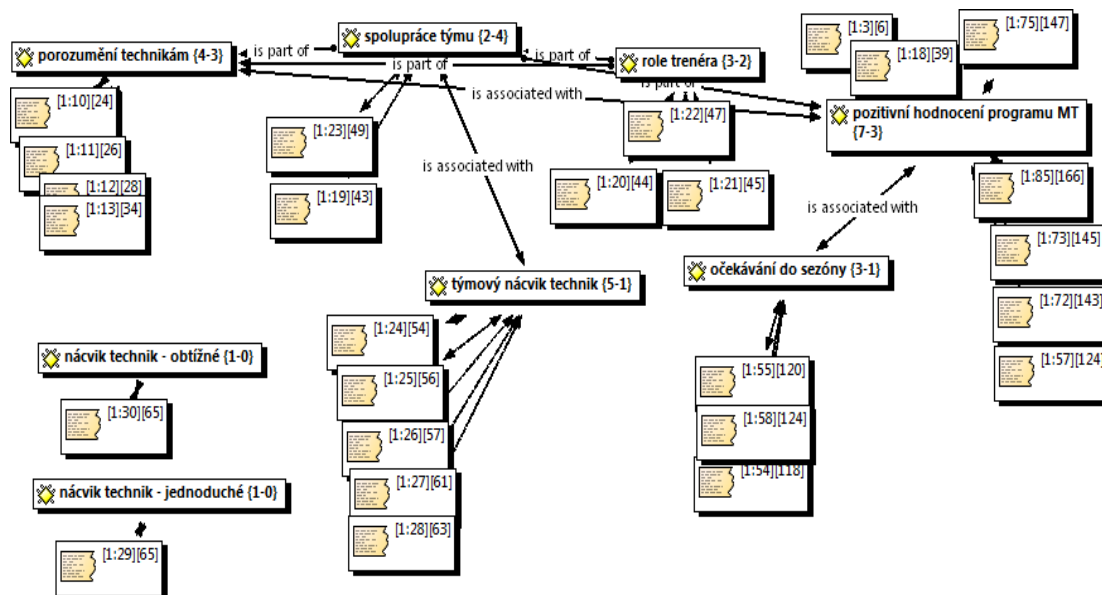 [1:3][6]
[1:75][147]
spolupráce týmu {2-4}
[1:18][39]
porozumění technikám {4-3}
is part of
is part of
role trenéra {3-2}
is part of
is part of
is associated with
pozitivní hodnocení programu MT
{7-3}
[1:10][24]
[1:23][49]
[1:22][47]
[1:11][26]
is associated with
[1:85][166]
[1:12][28]
[1:20][44]
[1:21][45]
[1:19][43]
[1:13][34]
is associated with
[1:73][145]
očekávání do sezóny {3-1}
týmový nácvik technik {5-1}
[1:72][143]
[1:24][54]
nácvik technik - obtížné {1-0}
[1:57][124]
[1:55][120]
[1:25][56]
[1:30][65]
[1:58][124]
[1:26][57]
[1:54][118]
[1:27][61]
nácvik technik - jednoduché {1-0}
[1:28][63]
[1:29][65]